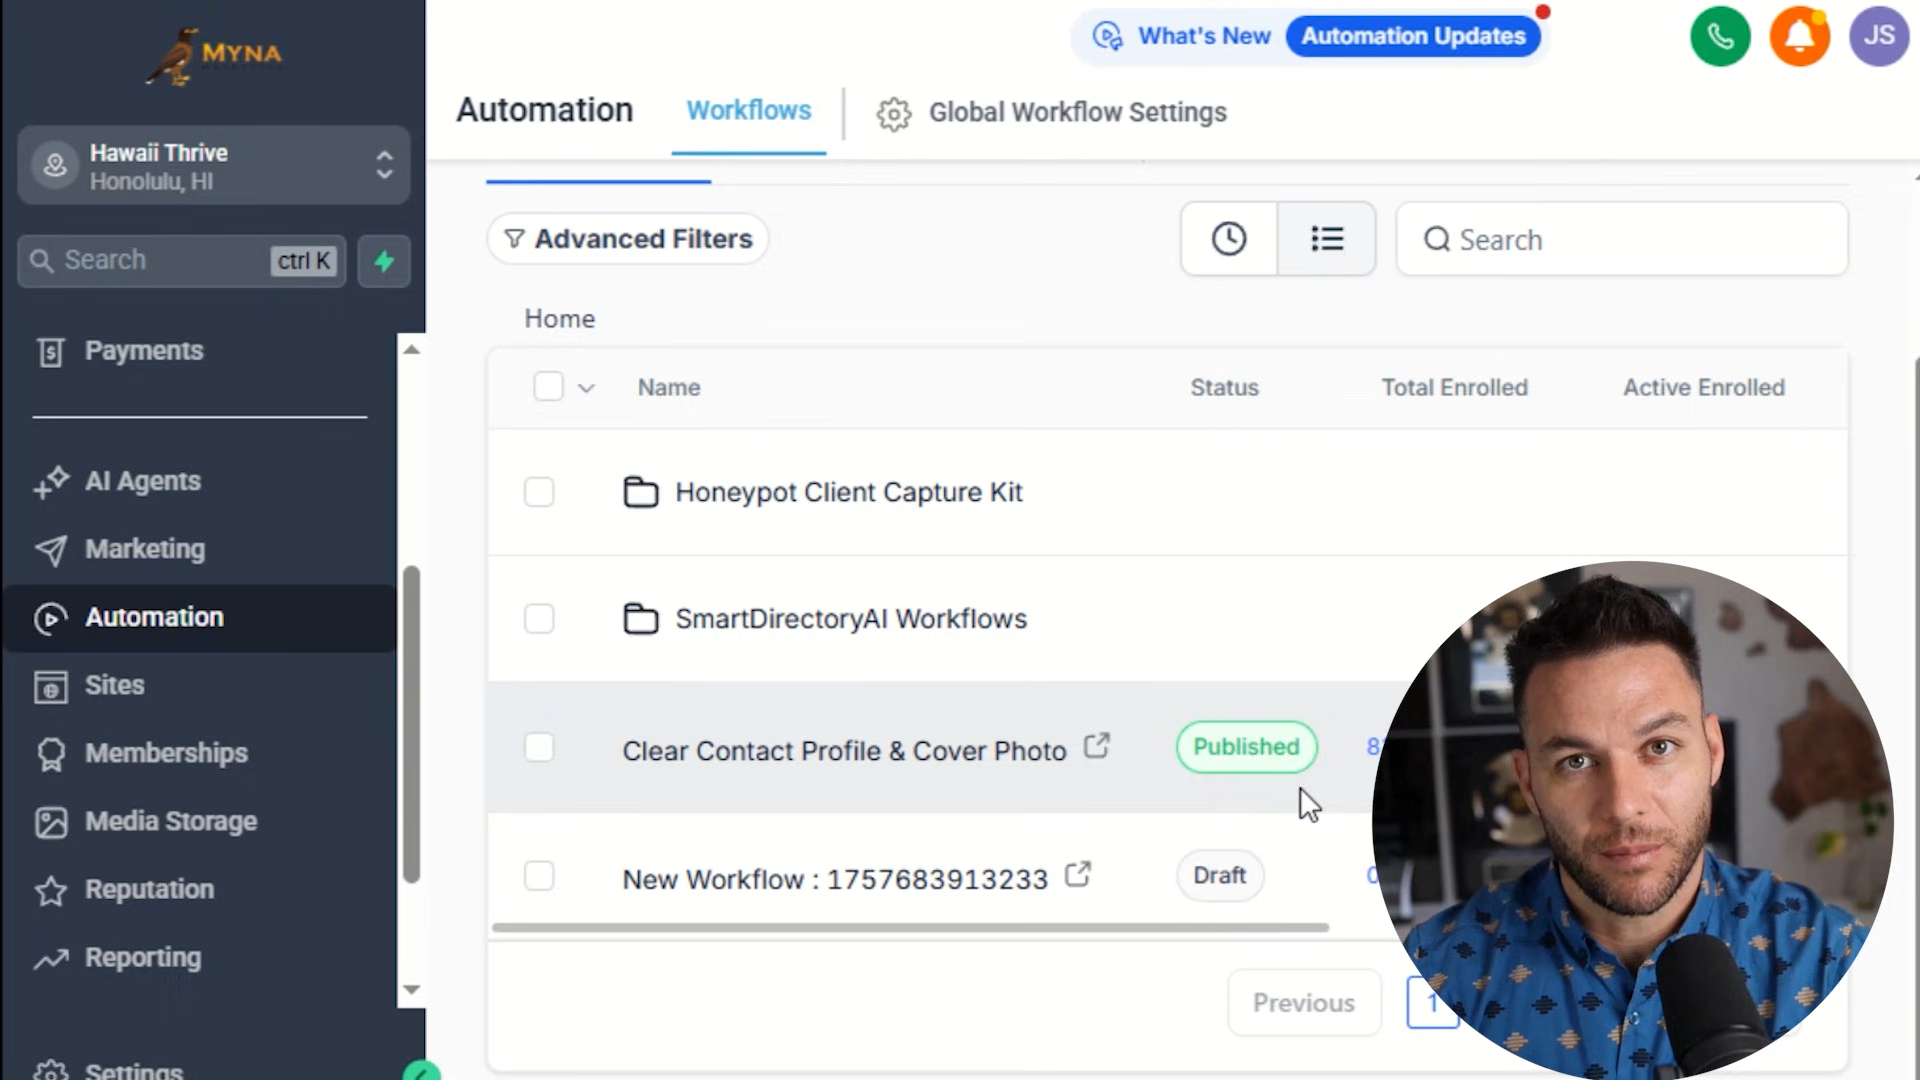 MYNA
Hawaii Thrive
Honolulu, HI
Search
ctrl K
Payments
AI Agents
Marketing
Automation
Sites
Memberships
Media Storage
Reputation
Reporting
Settings
What's New
Automation Updates
JS
Automation
Workflows
Global Workflow Settings
Advanced Filters
Search
Home
Name
Status
Total Enrolled
Active Enrolled
Honeypot Client Capture Kit
SmartDirectoryAI Workflows
Clear Contact Profile & Cover Photo
Published
New Workflow : 1757683913233
Draft
0
Previous
1